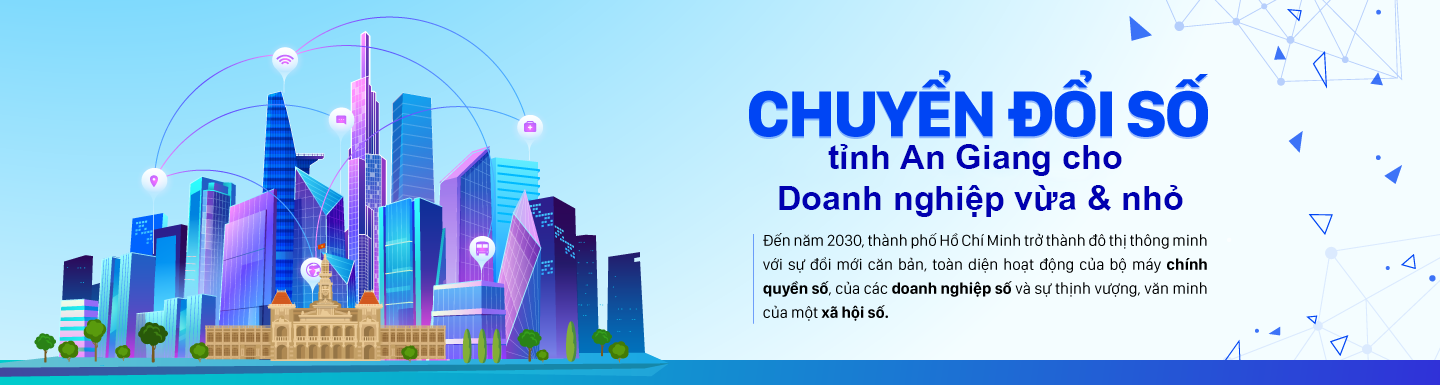 CHUYỂN ĐỔI SỐ
tỉnh An Giang cho
Doanh nghiệp vừa & nhỏ
Đến năm 2030, thành phố Hồ Chí Minh trở thành đô thị thông minh
với sự đổi mới căn bản, toàn diện hoạt động của bộ máy chính
quyền số, của các doanh nghiệp số và sự thịnh vượng, văn minh
của một xã hội số.